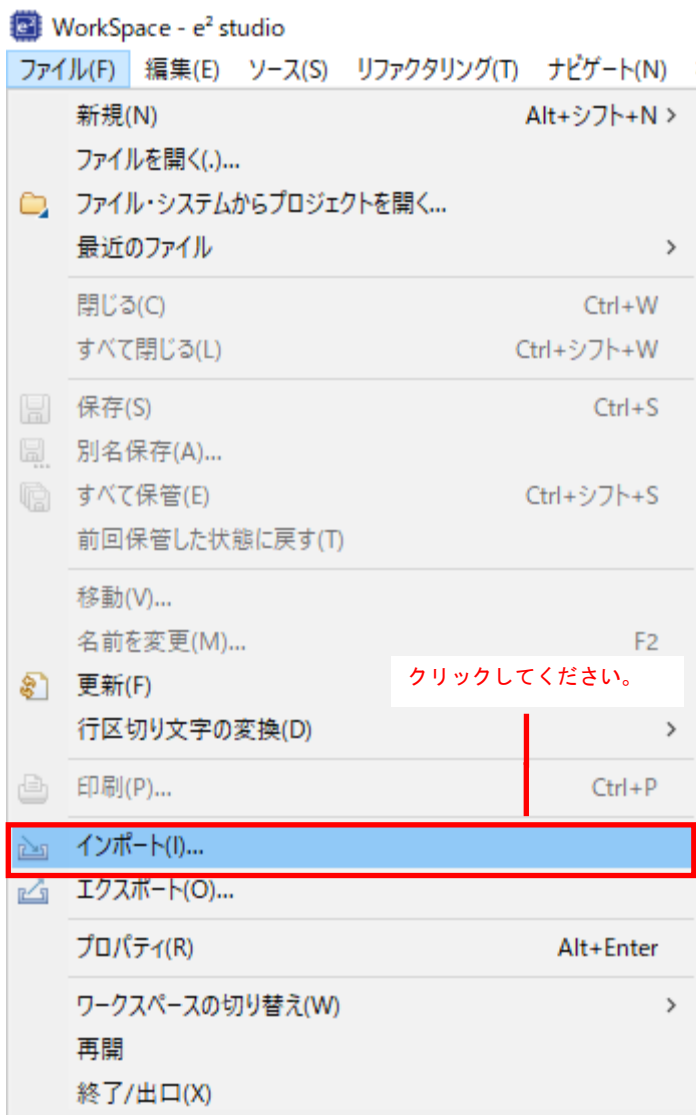 WorkSpace - e² studio
ファイル(F) 編集(E) ソース(S) リファクタリング(T) ナビゲート(N)
新規(N) Alt+シフト+N >
ファイルを開く(.)...
ファイル・システムからプロジェクトを開く...
最近のファイル >
閉じる(C) Ctrl+W
すべて閉じる(L) Ctrl+シフト+W
保存(S) Ctrl+S
別名保存(A)...
すべて保管(E) Ctrl+シフト+S
前回保管した状態に戻す(T)
移動(V)...
名前を変更(M)... F2
クリックしてください。
更新(F)
行区切り文字の変換(D) >
印刷(P)... Ctrl+P
インポート(I)...
エクスポート(O)...
プロパティ(R) Alt+Enter
ワークスペースの切り替え(W) >
再開
終了/出口(X)